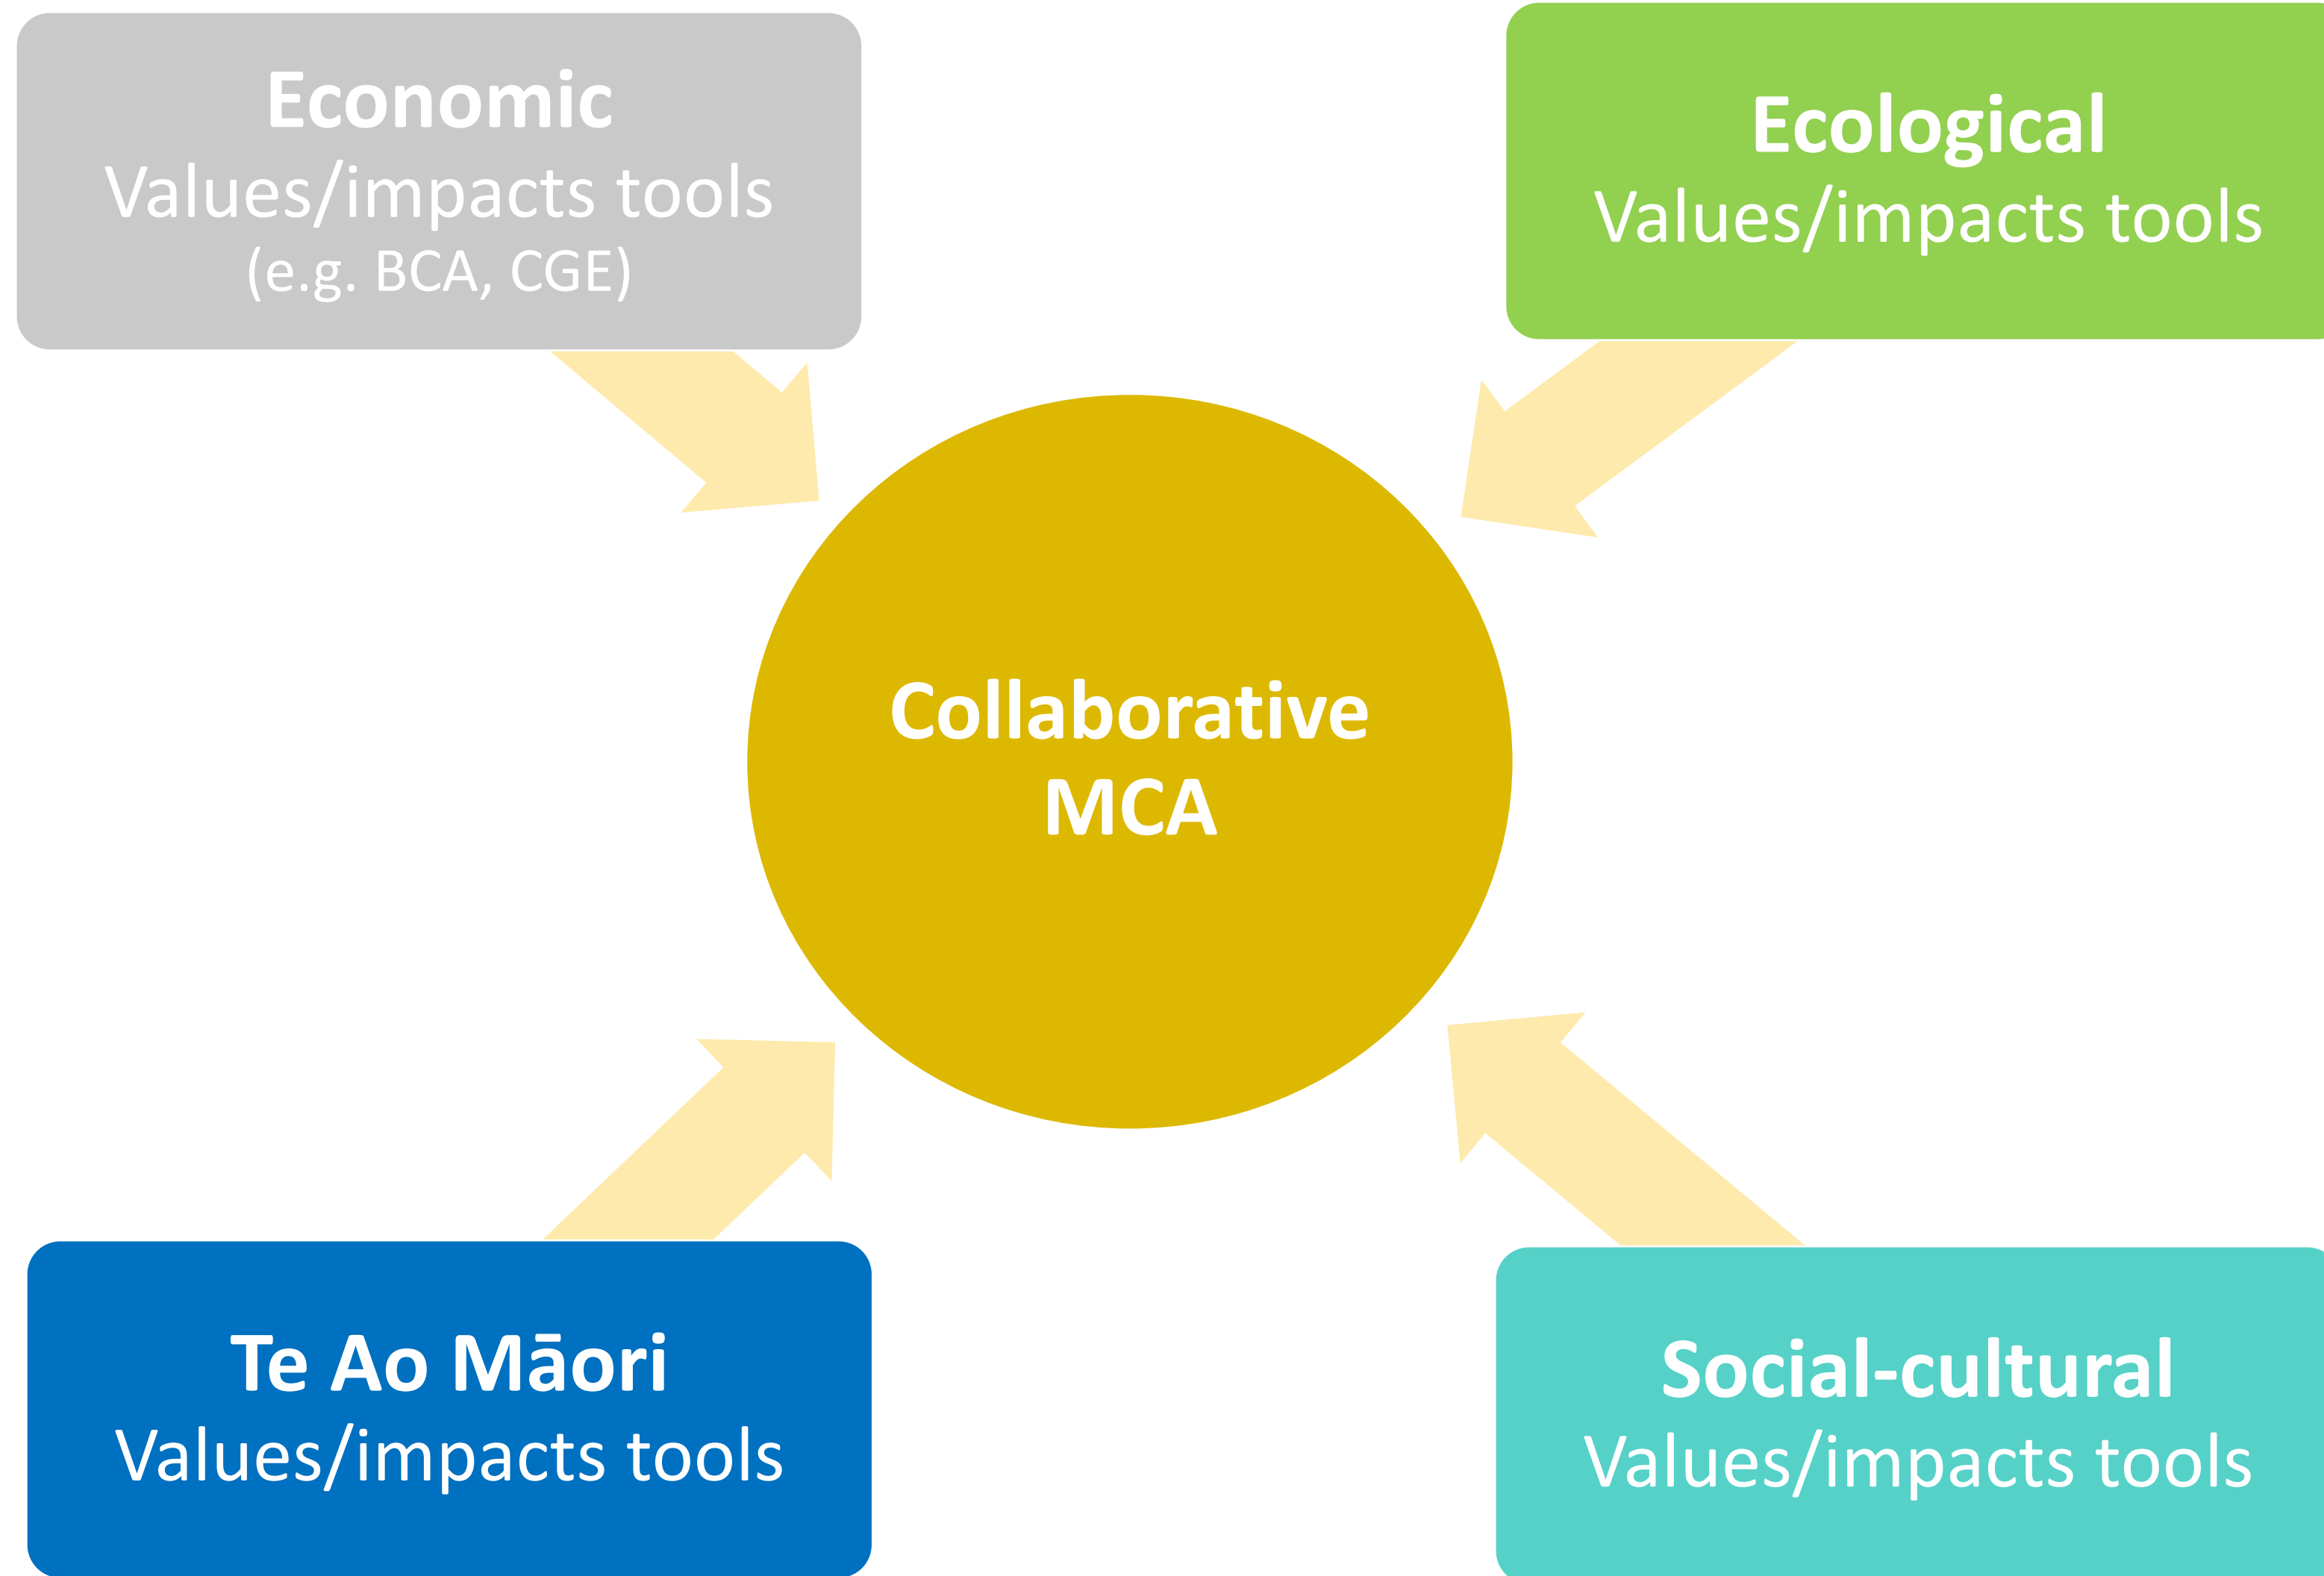 Economic
Values/impacts tools
(e.g. BCA, CGE)
Ecological
Values/impacts tools
Collaborative
MCA
Te Ao Māori
Values/impacts tools
Social-cultural
Values/impacts tools